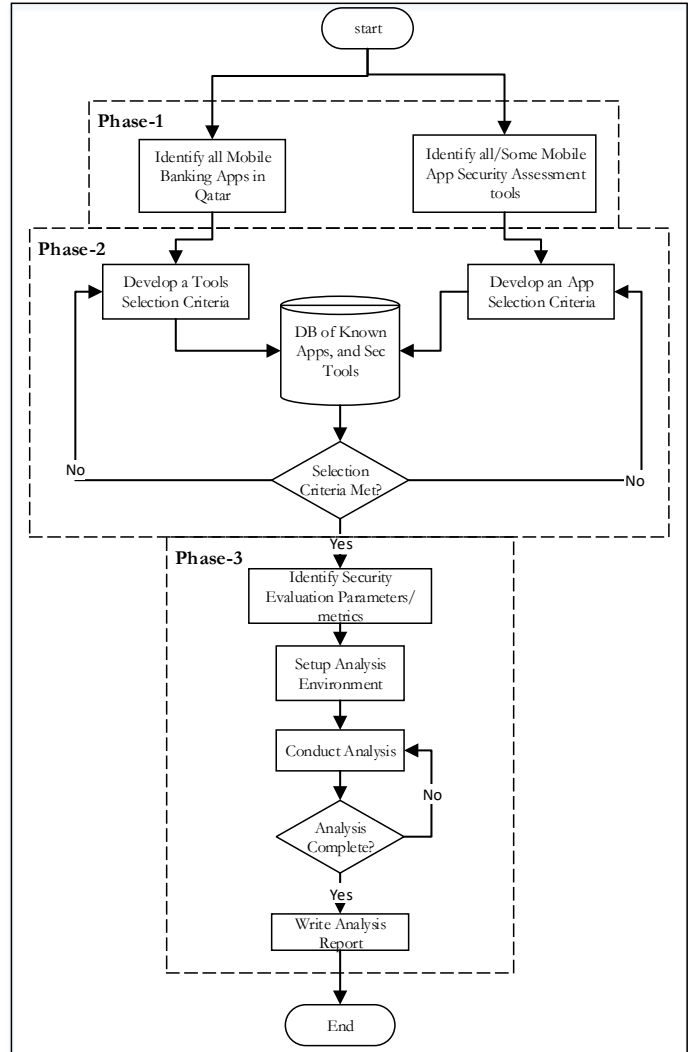 start
Phase-1
Identify all Mobile
Banking Apps in
Qatar
Identify all/Some Mobile
App Security Assessment
tools
Phase-2
Develop a Tools
Selection Criteria
Develop an App
Selection Criteria
DB of Known
Apps, and Sec
Tools
No
Selection
Criteria Met?
No
Yes
Phase-3
Identify Security
Evaluation Parameters/
metrics
Setup Analysis
Environment
Conduct Analysis
No
Analysis
Complete?
Yes
Write Analysis
Report
End